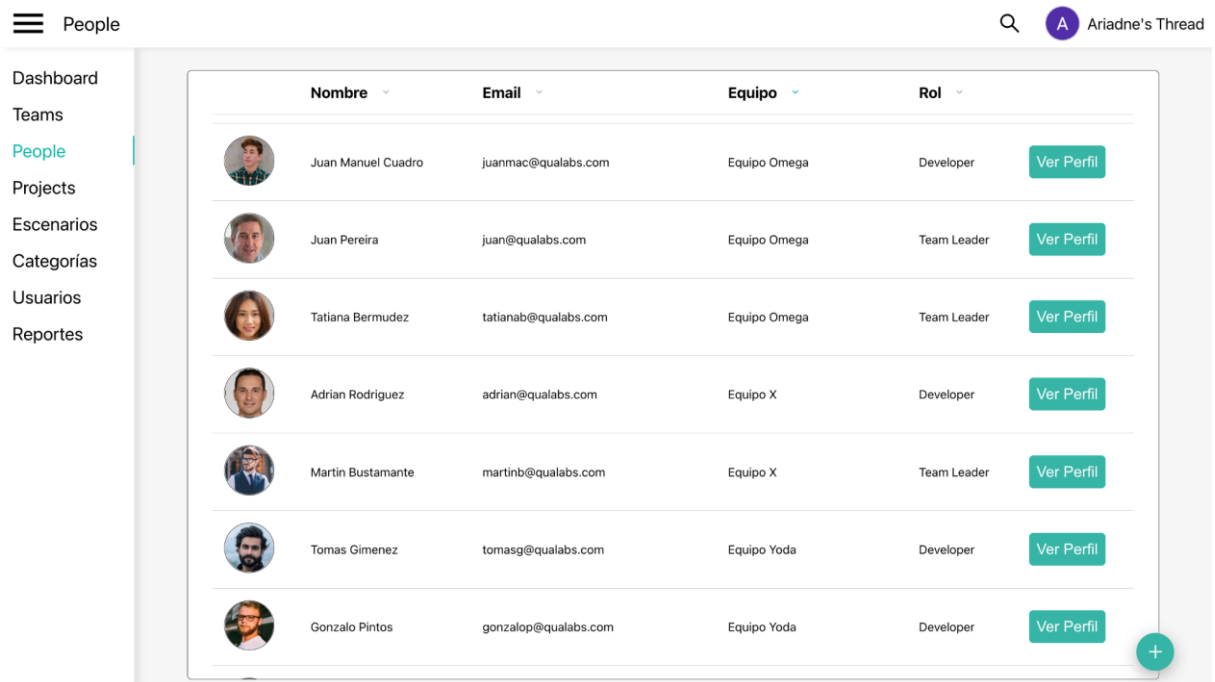 People
A
Ariadne's Thread
Dashboard
Teams
People
Projects
Escenarios
Categorías
Usuarios
Reportes
Nombre Email Equipo Rol
Juan Manuel Cuadro juanmac@qualabs.com Equipo Omega Developer Ver Perfil
Juan Pereira juan@qualabs.com Equipo Omega Team Leader Ver Perfil
Tatiana Bermudez tatianab@qualabs.com Equipo Omega Team Leader Ver Perfil
Adrian Rodriguez adrian@qualabs.com Equipo X Developer Ver Perfil
Martin Bustamante martinb@qualabs.com Equipo X Team Leader Ver Perfil
Tomas Gimenez tomasg@qualabs.com Equipo Yoda Developer Ver Perfil
Gonzalo Pintos gonzalop@qualabs.com Equipo Yoda Developer Ver Perfil
+